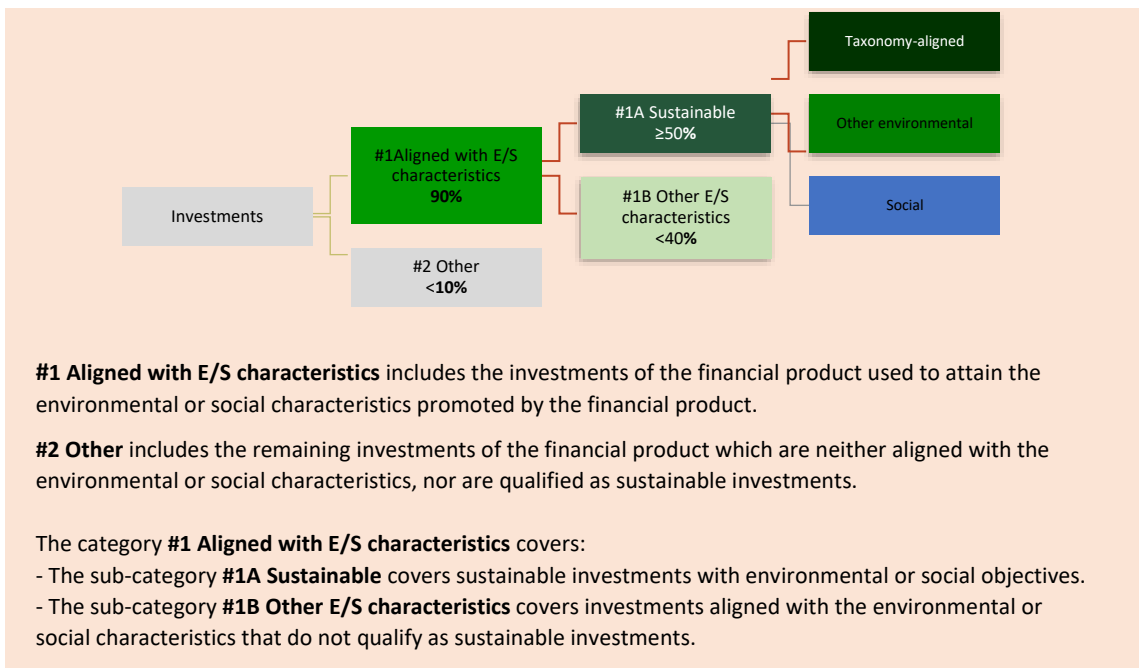 Taxonomy-aligned
#1A Sustainable
≥50%
Other environmental
#1Aligned with E/S
characteristics
90%
#1B Other E/S
characteristics
<40%
Social
Investments
#2 Other
<10%
#1 Aligned with E/S characteristics includes the investments of the financial product used to attain the
environmental or social characteristics promoted by the financial product.
#2 Other includes the remaining investments of the financial product which are neither aligned with the
environmental or social characteristics, nor are qualified as sustainable investments.
The category #1 Aligned with E/S characteristics covers:
- The sub-category #1A Sustainable covers sustainable investments with environmental or social objectives.
- The sub-category #1B Other E/S characteristics covers investments aligned with the environmental or
social characteristics that do not qualify as sustainable investments.